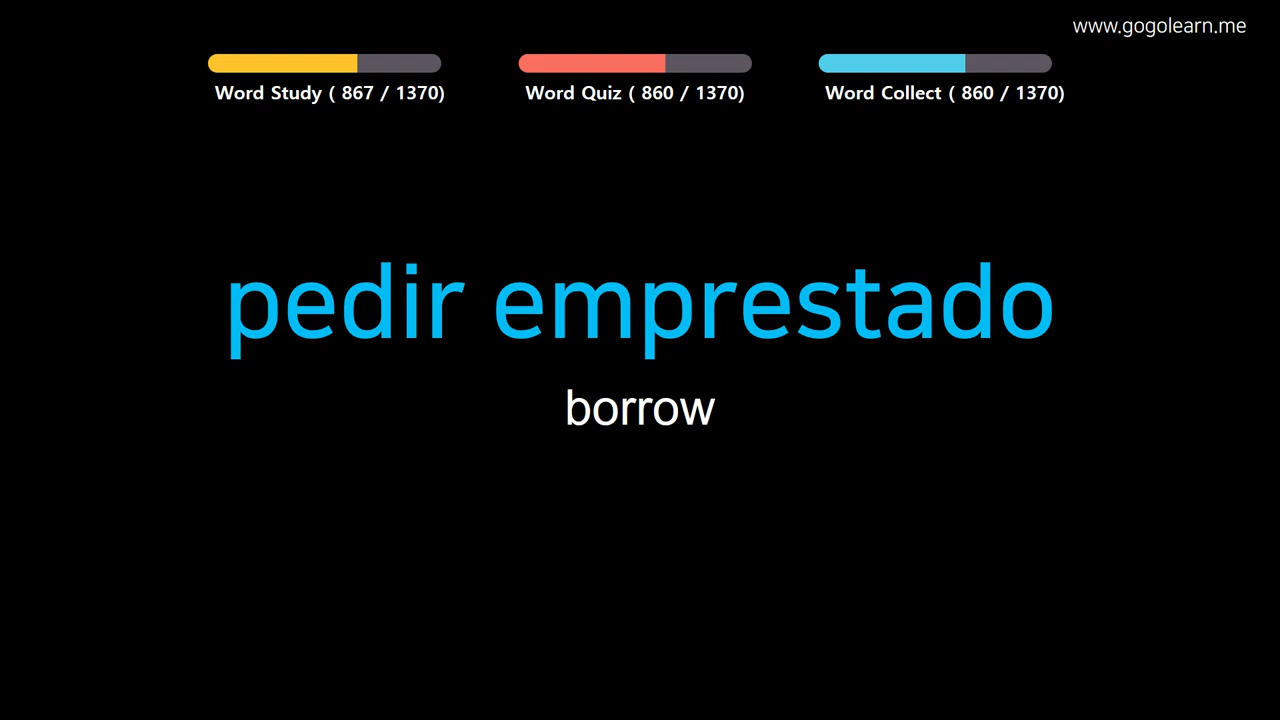 www.gogolearn.me
Word Study ( 867 / 1370)
Word Quiz ( 860 / 1370)
Word Collect ( 860 / 1370)
pedir emprestado
borrow